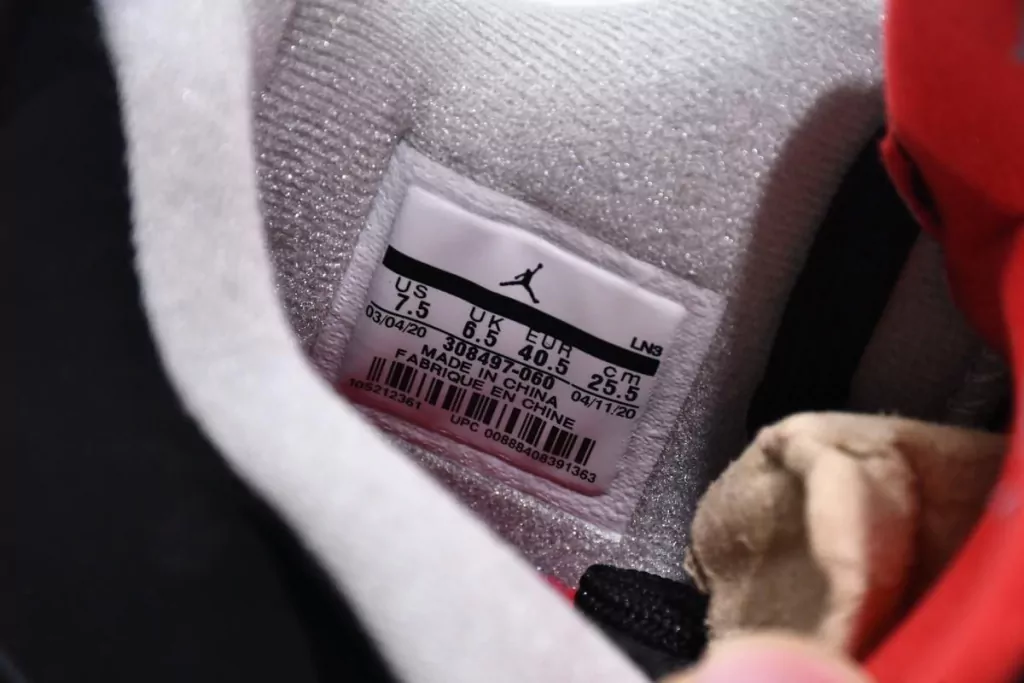 LN3
US UK EUR cm
7.5 6.5 40.5 25.5
03/04/20 308497-060 04/11/20
MADE IN CHINA
FABRIQUE EN CHINE
105212361 UPC 00888408391363